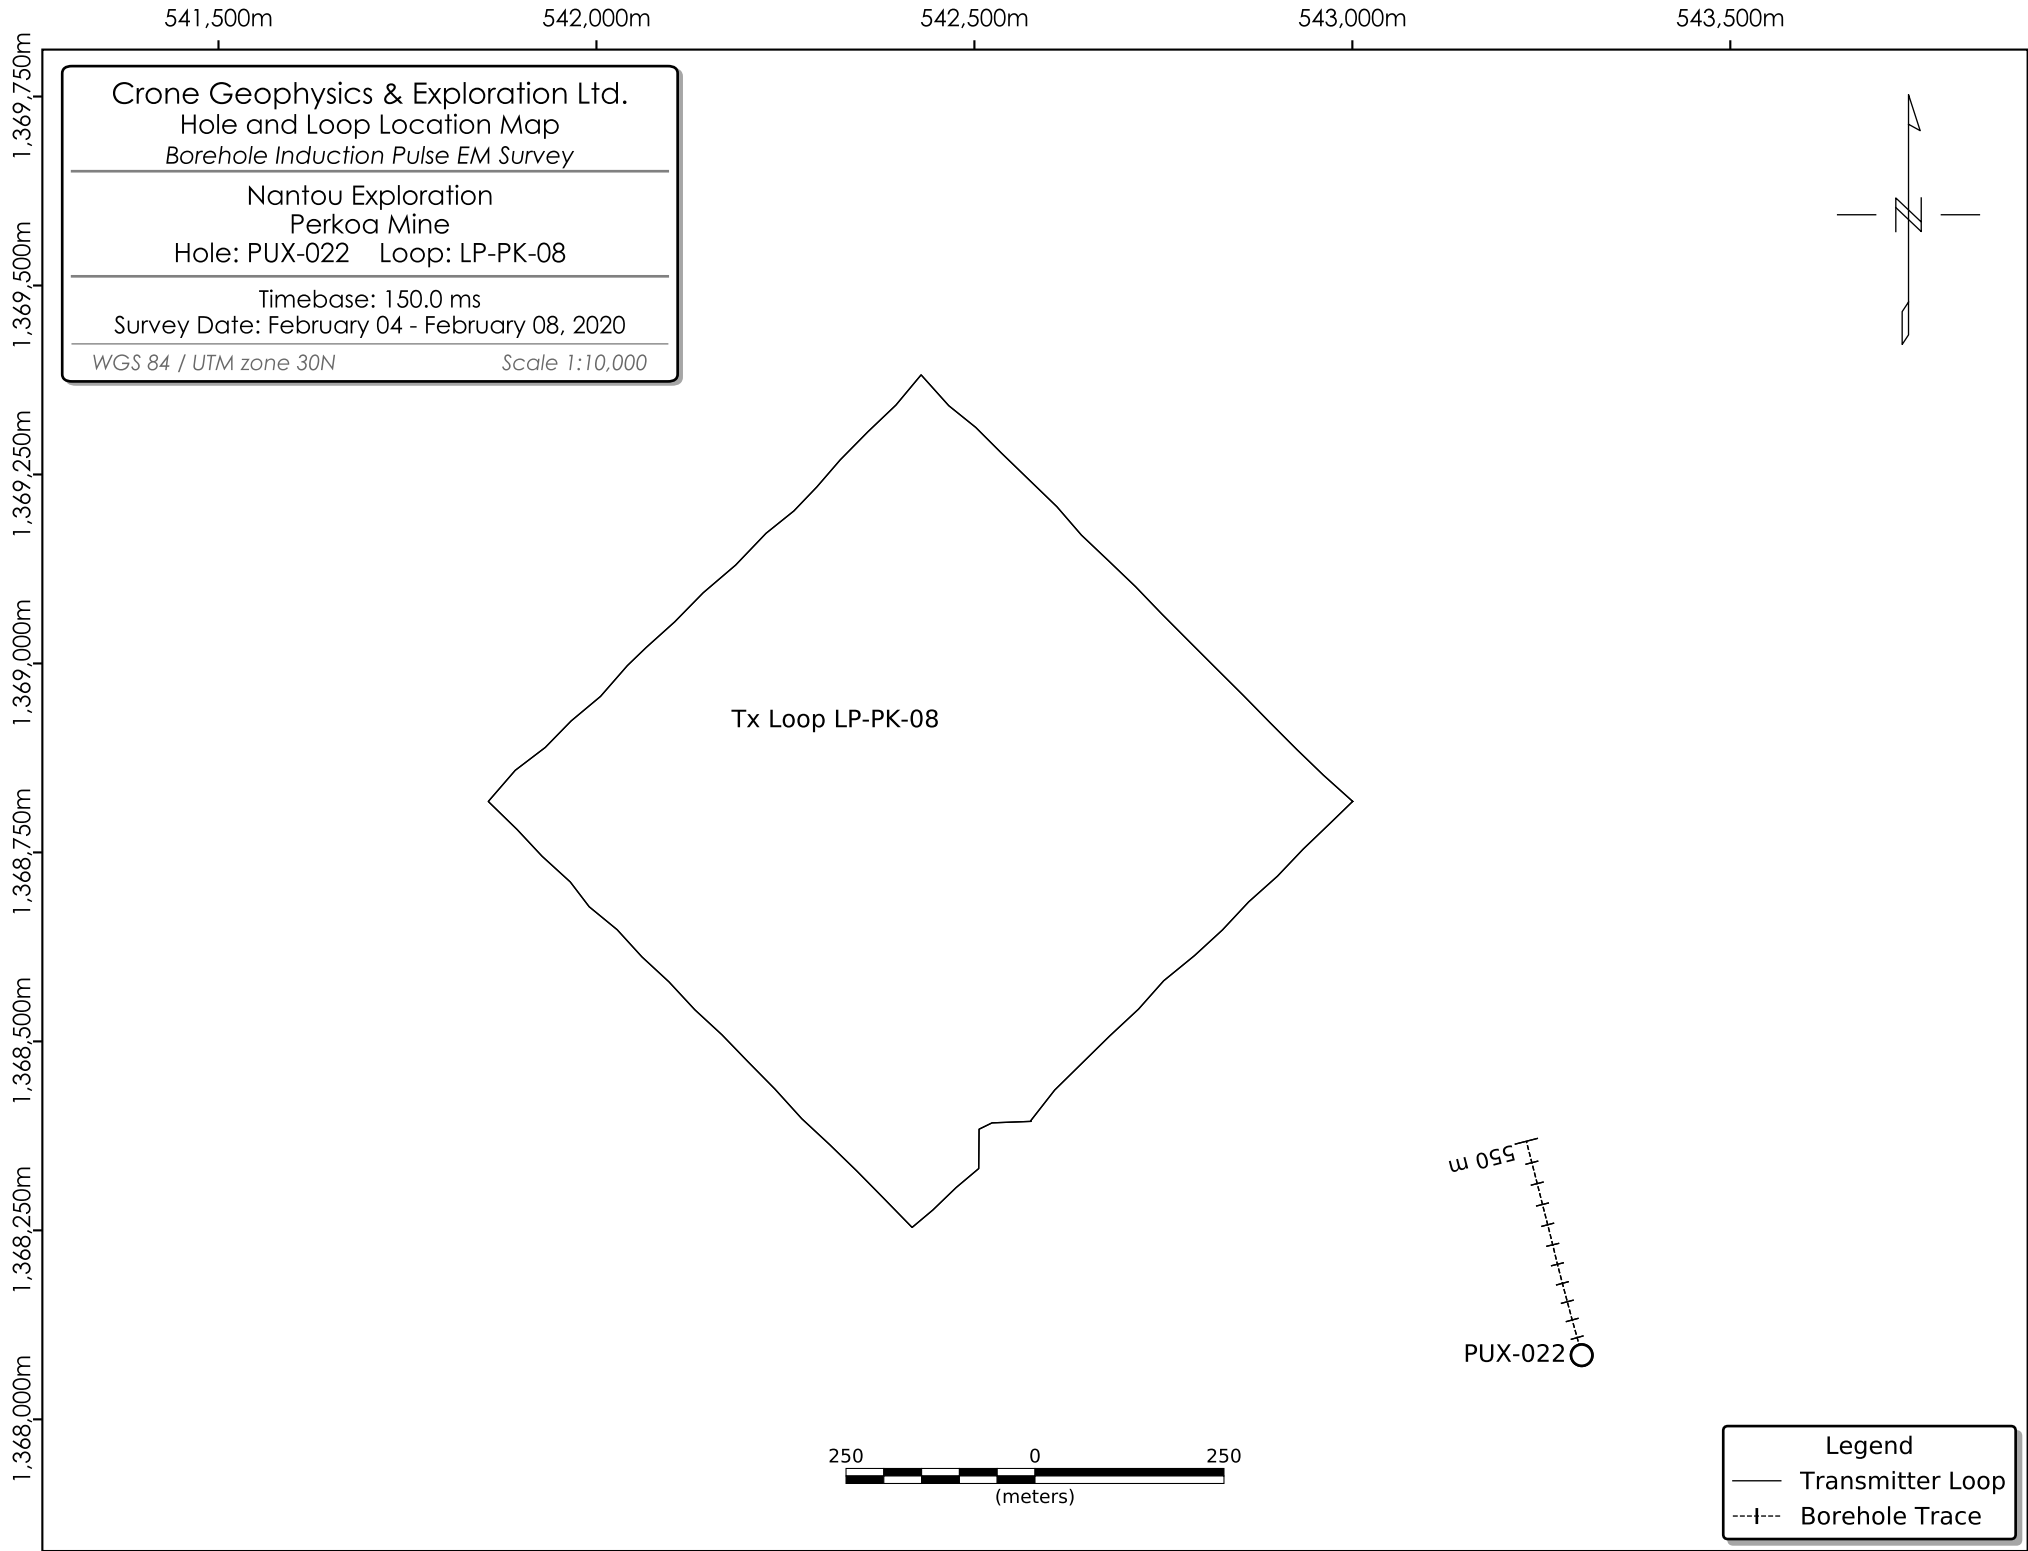 541,500m 542,000m 542,500m 543,000m 543,500m
1,369,750m
1,369,500m
1,369,250m
1,369,000m
1,368,750m
1,368,500m
1,368,250m
1,368,000m
Crone Geophysics & Exploration Ltd.
Hole and Loop Location Map
Borehole Induction Pulse EM Survey
Nantou Exploration
Perkoa Mine
Hole: PUX-022 Loop: LP-PK-08
Timebase: 150.0 ms
Survey Date: February 04 - February 08, 2020
WGS 84 / UTM zone 30N Scale 1:10,000
N
Tx Loop LP-PK-08
550 m
PUX-022
250 0 250
(meters)
Legend
Transmitter Loop
Borehole Trace